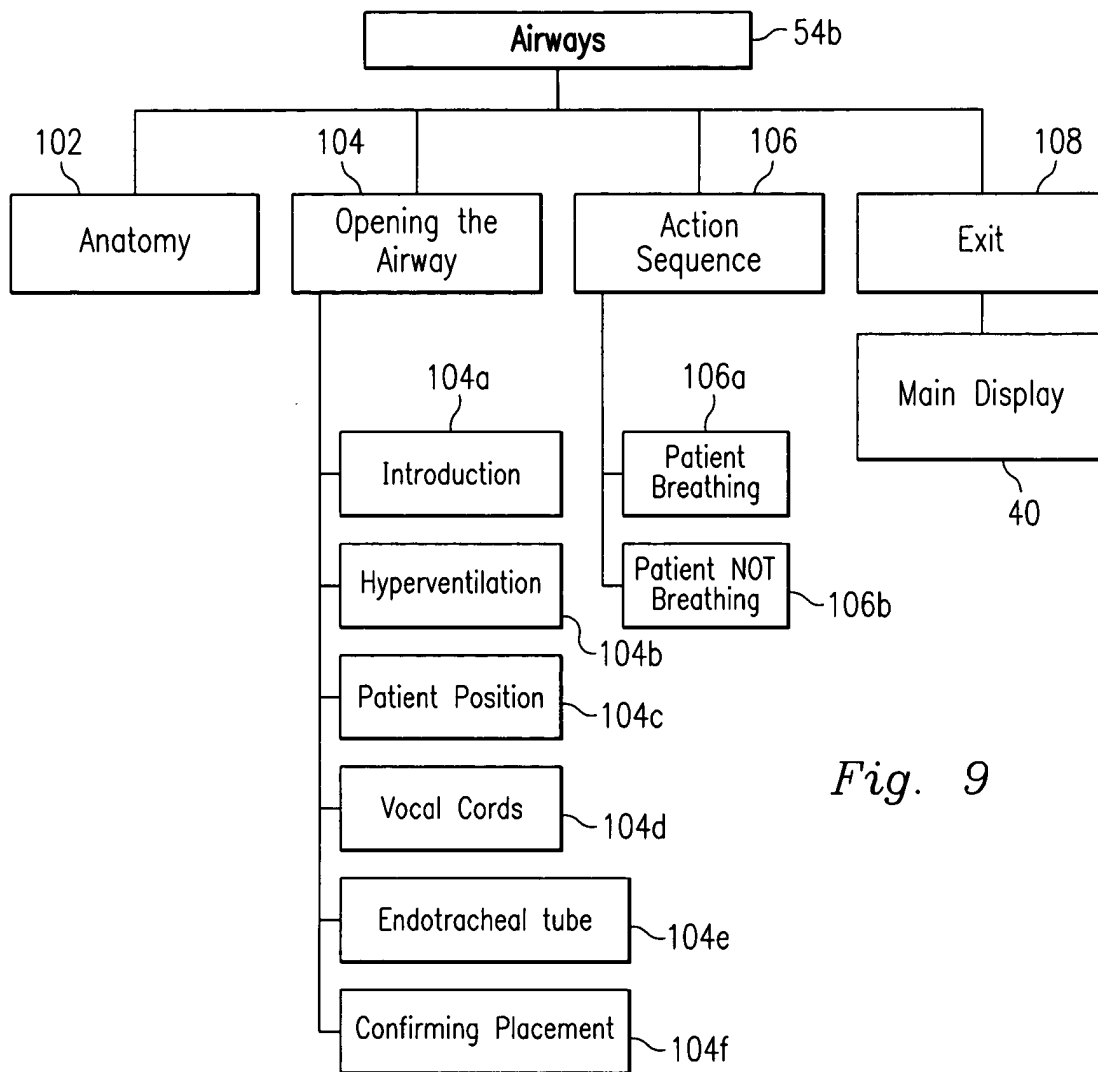 Airways
54b
102
104
106
108
Anatomy
Opening the
Airway
Action
Sequence
Exit
Main Display
40
104a
Introduction
Hyperventilation
104b
Patient Position
104c
Vocal Cords
104d
Endotracheal tube
104e
Confirming Placement
104f
106a
Patient
Breathing
Patient NOT
Breathing
106b
Fig. 9